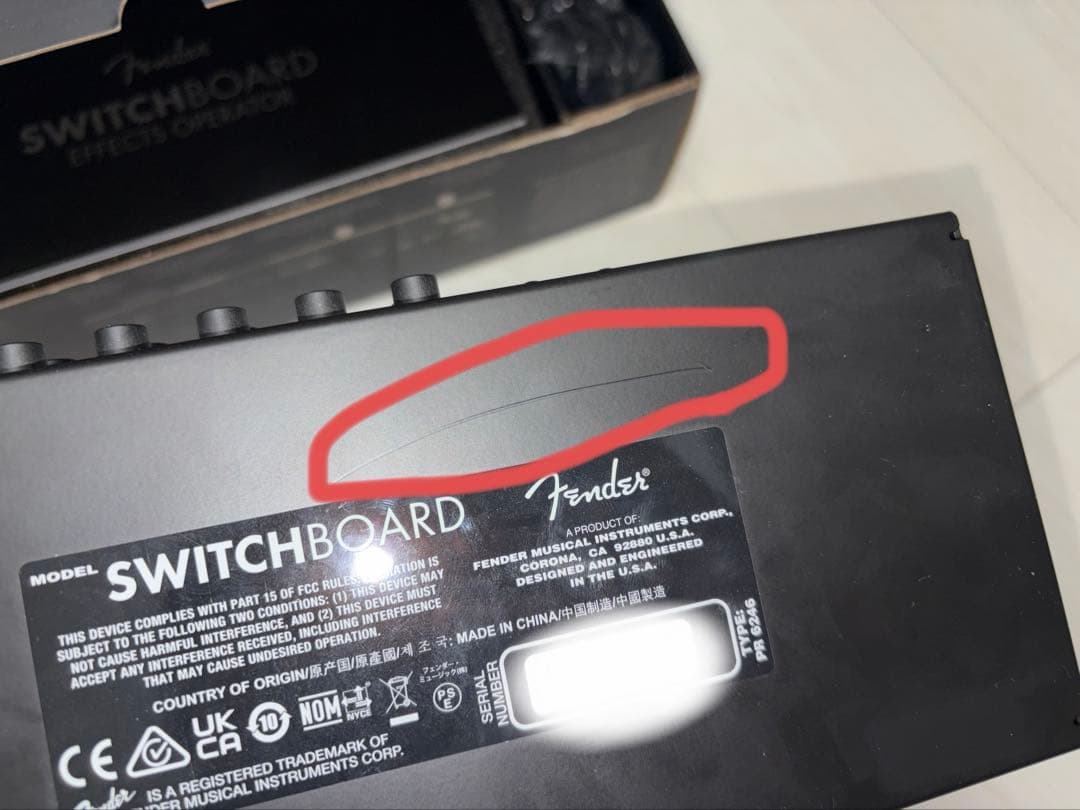 Fender
SWITCHBOARD
EFFECTS OPERATOR
MODEL SWITCHBOARD
Fender®
THIS DEVICE COMPLIES WITH PART 15 OF FCC RULES.
SUBJECT TO THE FOLLOWING TWO CONDITIONS: (1) THIS DEVICE MAY
NOT CAUSE HARMFUL INTERFERENCE, AND (2) THIS DEVICE MUST
ACCEPT ANY INTERFERENCE RECEIVED, INCLUDING INTERFERENCE
THAT MAY CAUSE UNDESIRED OPERATION.
A PRODUCT OF:
FENDER MUSICAL INSTRUMENTS CORP.,
CORONA, CA 92880 U.S.A.
DESIGNED AND ENGINEERED
IN THE U.S.A.
COUNTRY OF ORIGIN/原产国/原產國/제 조 국: MADE IN CHINA/中国制造/中國製造
CE
UK
CA
10
NOM
NYCE
PS
E
フェンダー・
ミュージック(株)
SERIAL
NUMBER
TYPE:
PR 6246
Fender IS A REGISTERED TRADEMARK OF
FENDER MUSICAL INSTRUMENTS CORP.